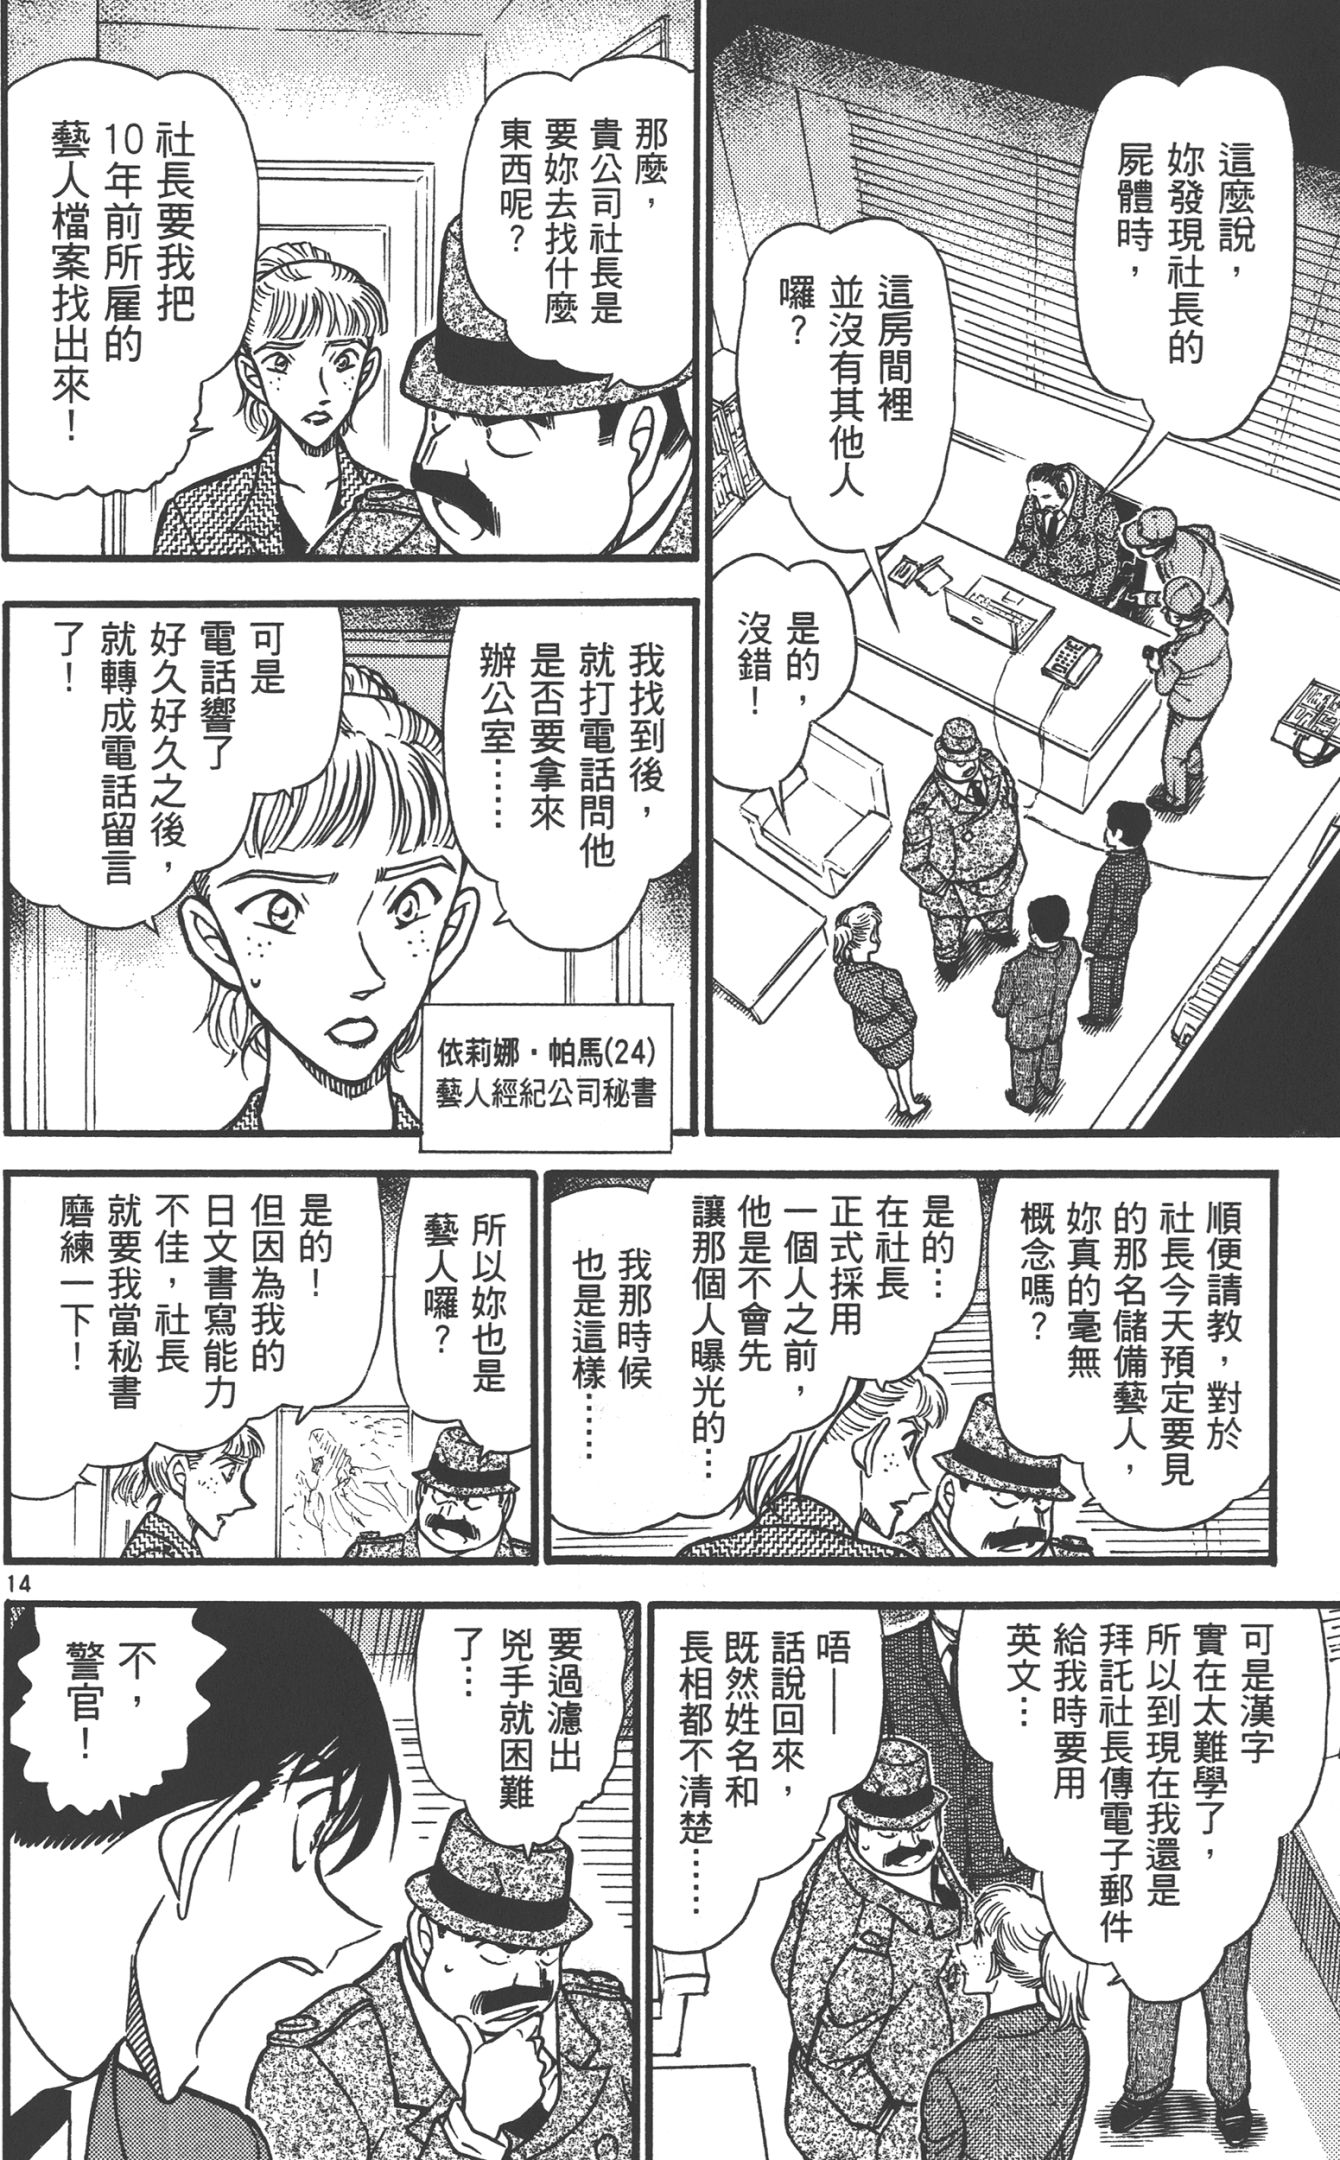 這麼說，
妳發現社長的
屍體時，
這房間裡
並沒有其他人
囉？
是的，
沒錯！
那麼，
貴公司社長是
要妳去找什麼
東西呢？
社長要我把
10年前所雇的
藝人檔案找出來！
我找到後，
就打電話問他
是否要拿來
辦公室……
可是
電話響了
好久好久之後，
就轉成電話留言
了！
依莉娜·帕馬(24)
藝人經紀公司秘書
順便請教，對於
社長今天預定要見
的那名儲備藝人，
妳真的毫無
概念嗎？
是的…
在社長
正式採用
一個人之前，
他是不會先
讓那個人曝光的…
我那時候
也是這樣……
所以妳也是
藝人囉？
是的！
但因為我的
日文書寫能力
不佳，社長
就要我當秘書
磨練一下！
可是漢字
實在太難學了，
所以到現在我還是
拜託社長傳電子郵件
給我時要用
英文…
唔——
話說回來，
既然姓名和
長相都不清楚……
要過濾出
兇手就困難
了…
不，
警官！
14